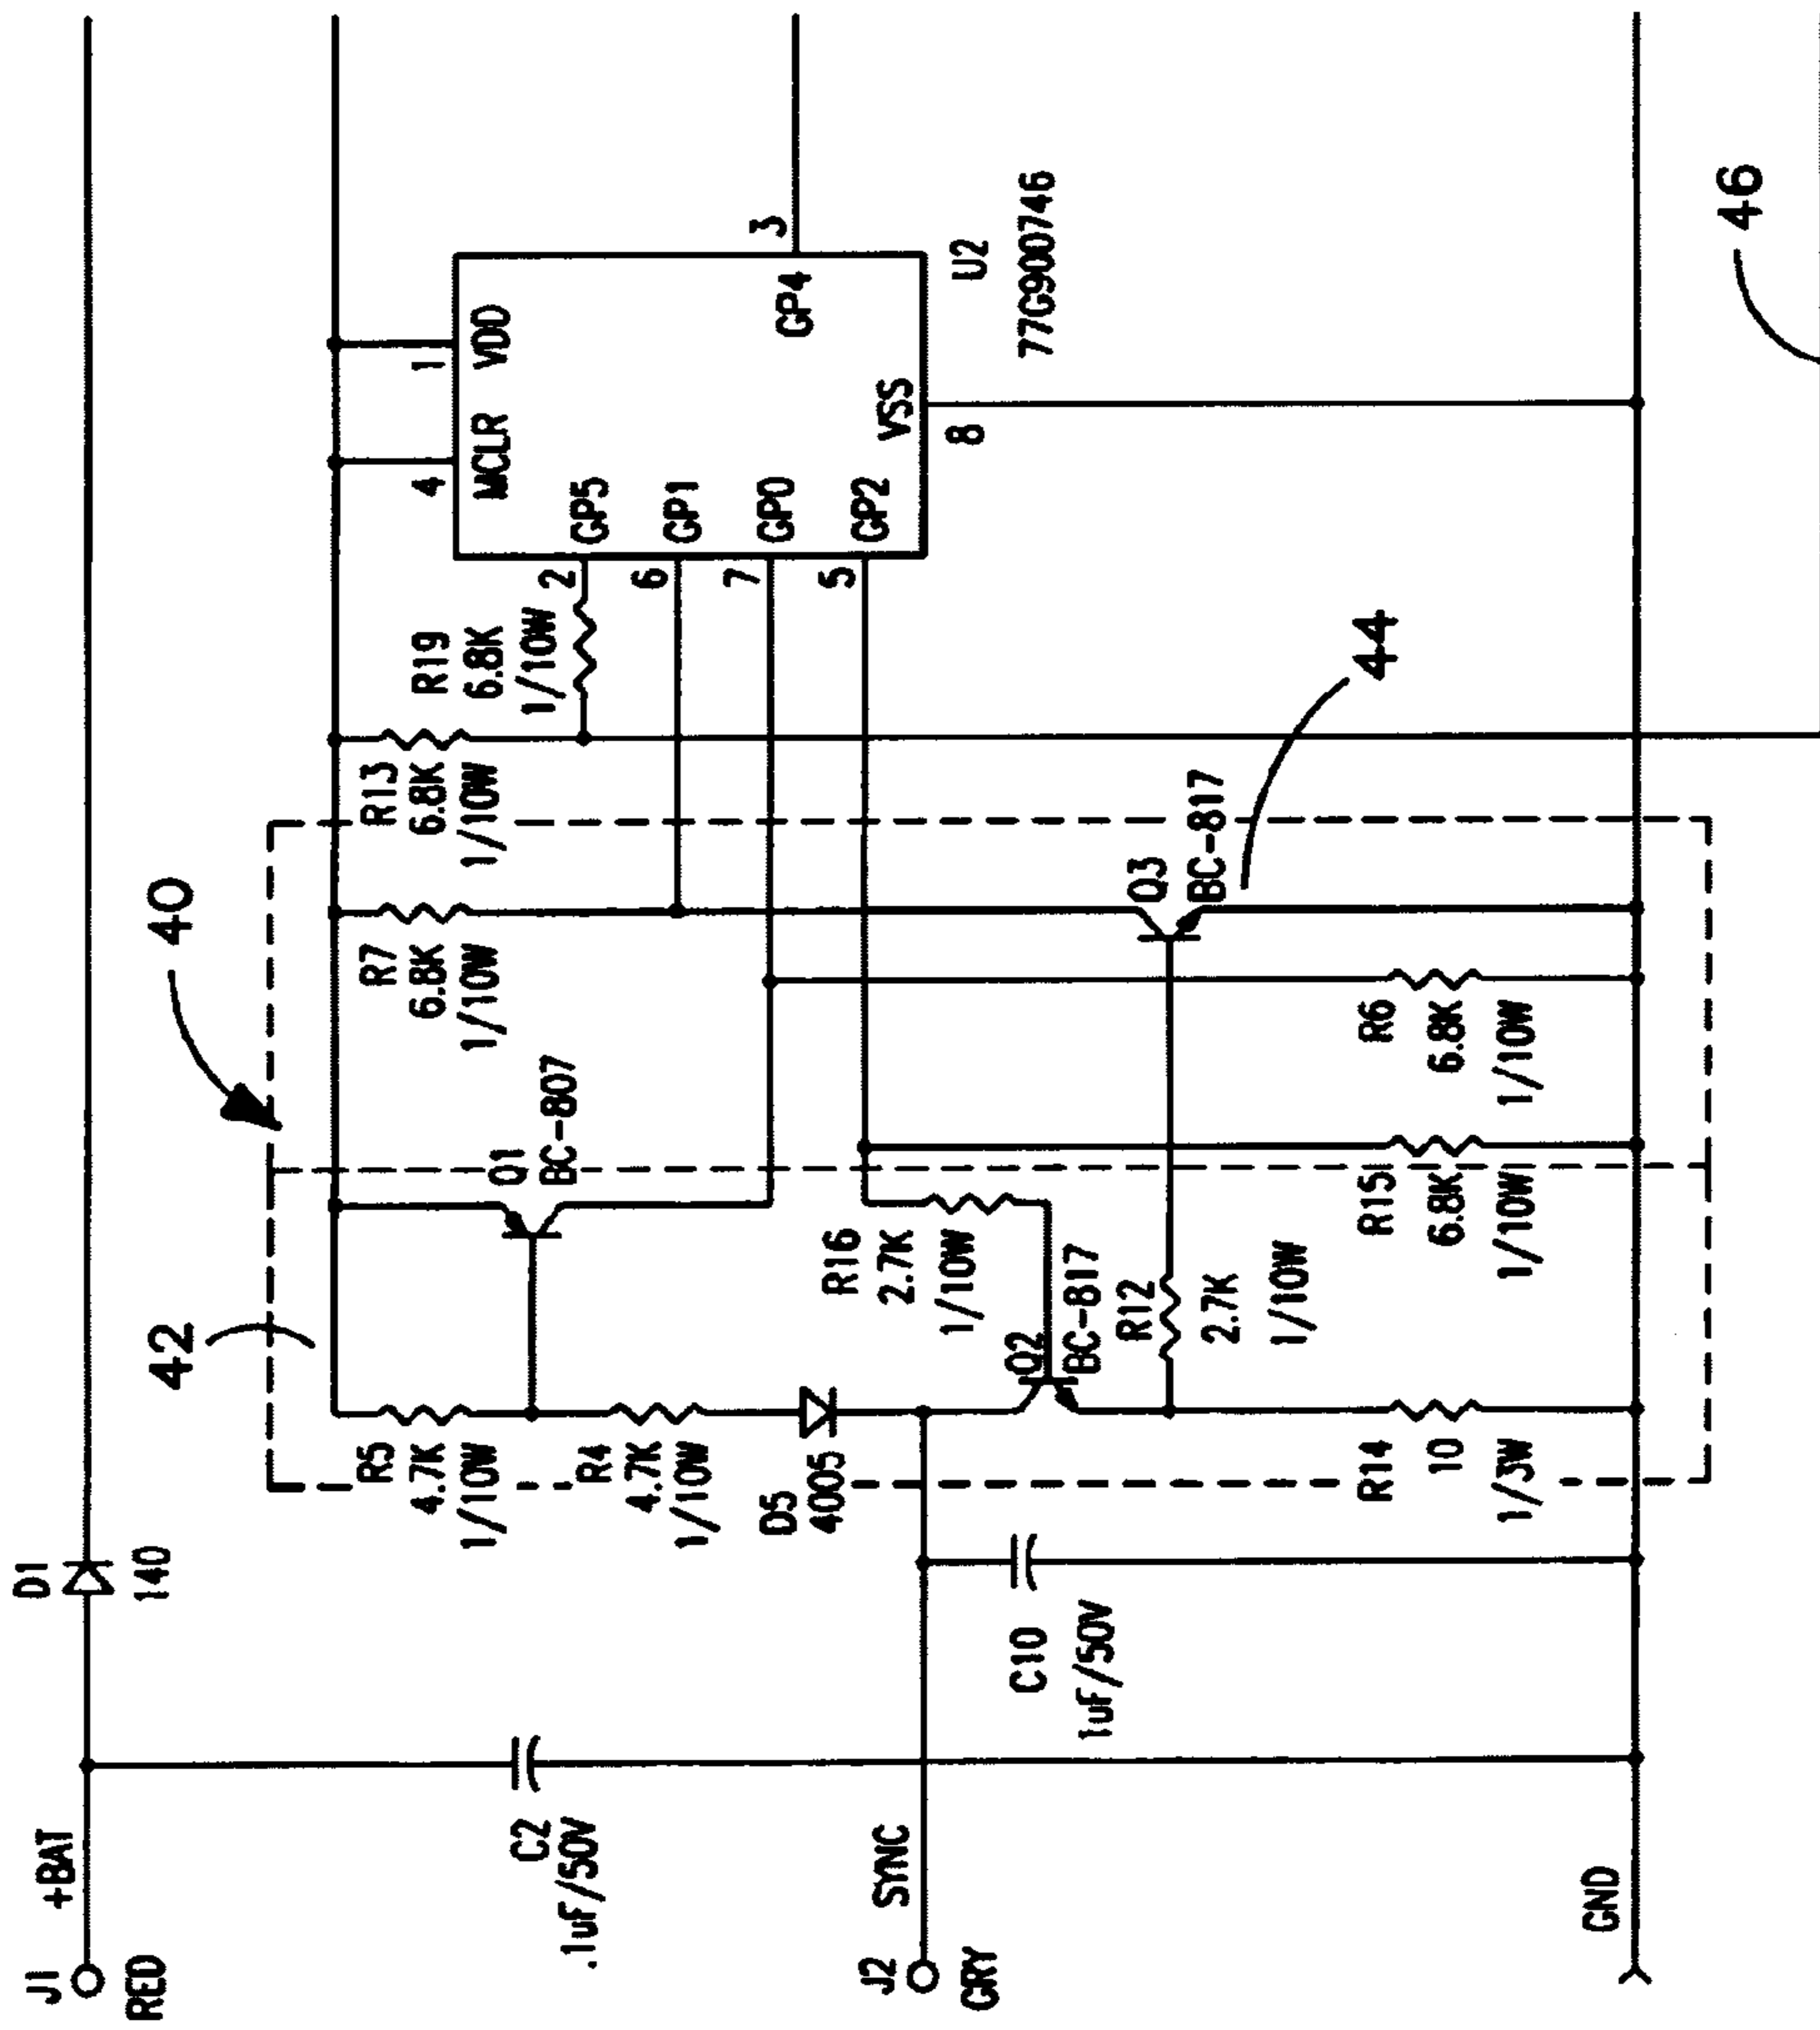 J1
+BAT
RED
D1
140
C2
.1uF/50V
J2
SYNC
GRY
C10
.1uF/50V
GND
40
42
R5
4.7K
1/10W
R4
4.7K
1/10W
D5
4005
Q1
BC-807
R16
2.7K
1/10W
Q2
BC-817
R12
2.7K
1/10W
R14
10
1/3W
R15
6.8K
1/10W
R6
6.8K
1/10W
R7
6.8K
1/10W
Q3
BC-817
44
R13
6.8K
1/10W
R19
6.8K
1/10W
2
6
7
5
4
1
3
8
MCLR
VDD
GP5
GP1
GP0
GP2
GP4
VSS
U2
77G900746
46